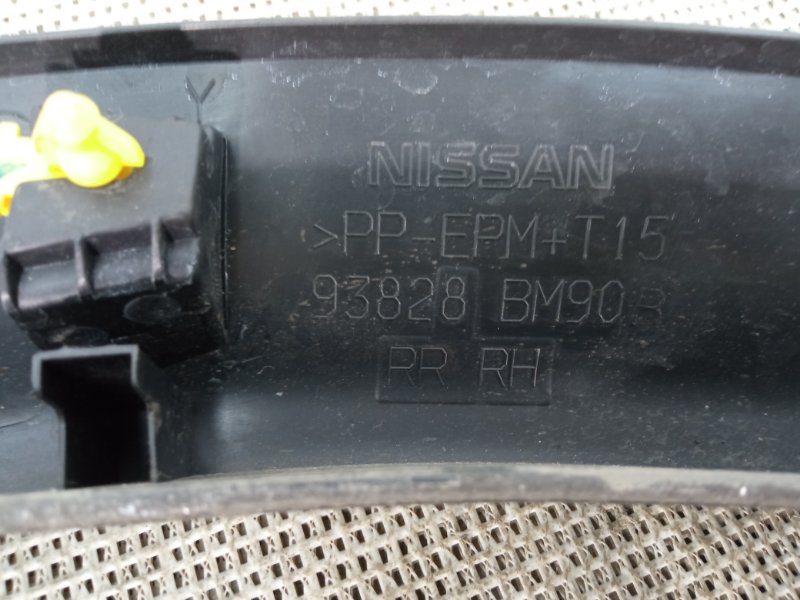 NISSAN
>PP-EPM+T15
93828 BM90
RR RH